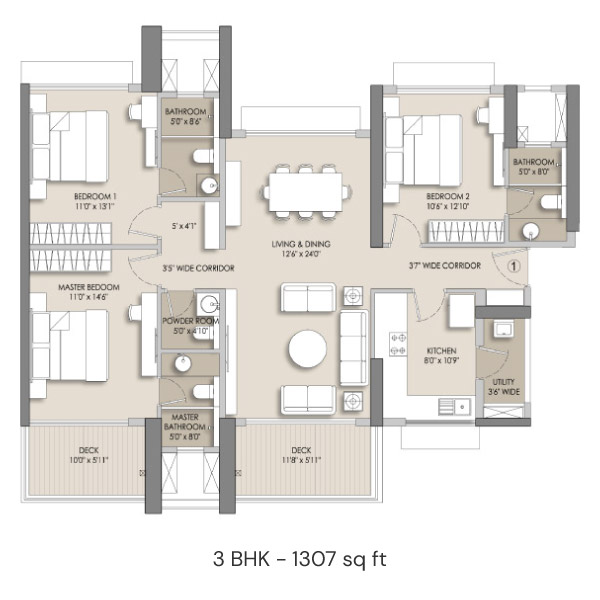 BATHROOM
5'0" x 8'6"
BEDROOM 1
11'0" x 13'1"
BATHROOM
5'0" x 8'0"
BEDROOM 2
10'6" x 12'10"
5' x 4'1"
LIVING & DINING
12'6" x 24'0"
3'5' WIDE CORRIDOR
3'7" WIDE CORRIDOR
1
MASTER BEDOOM
11'0" x 14'6"
POWDER ROOM
5'0" x 4'10"
KITCHEN
8'0" x 10'9"
UTILITY
3'6" WIDE
MASTER
BATHROOM
5'0" x 8'0"
DECK
10'0" x 5'11"
DECK
11'8" x 5'11"
3 BHK - 1307 sq ft